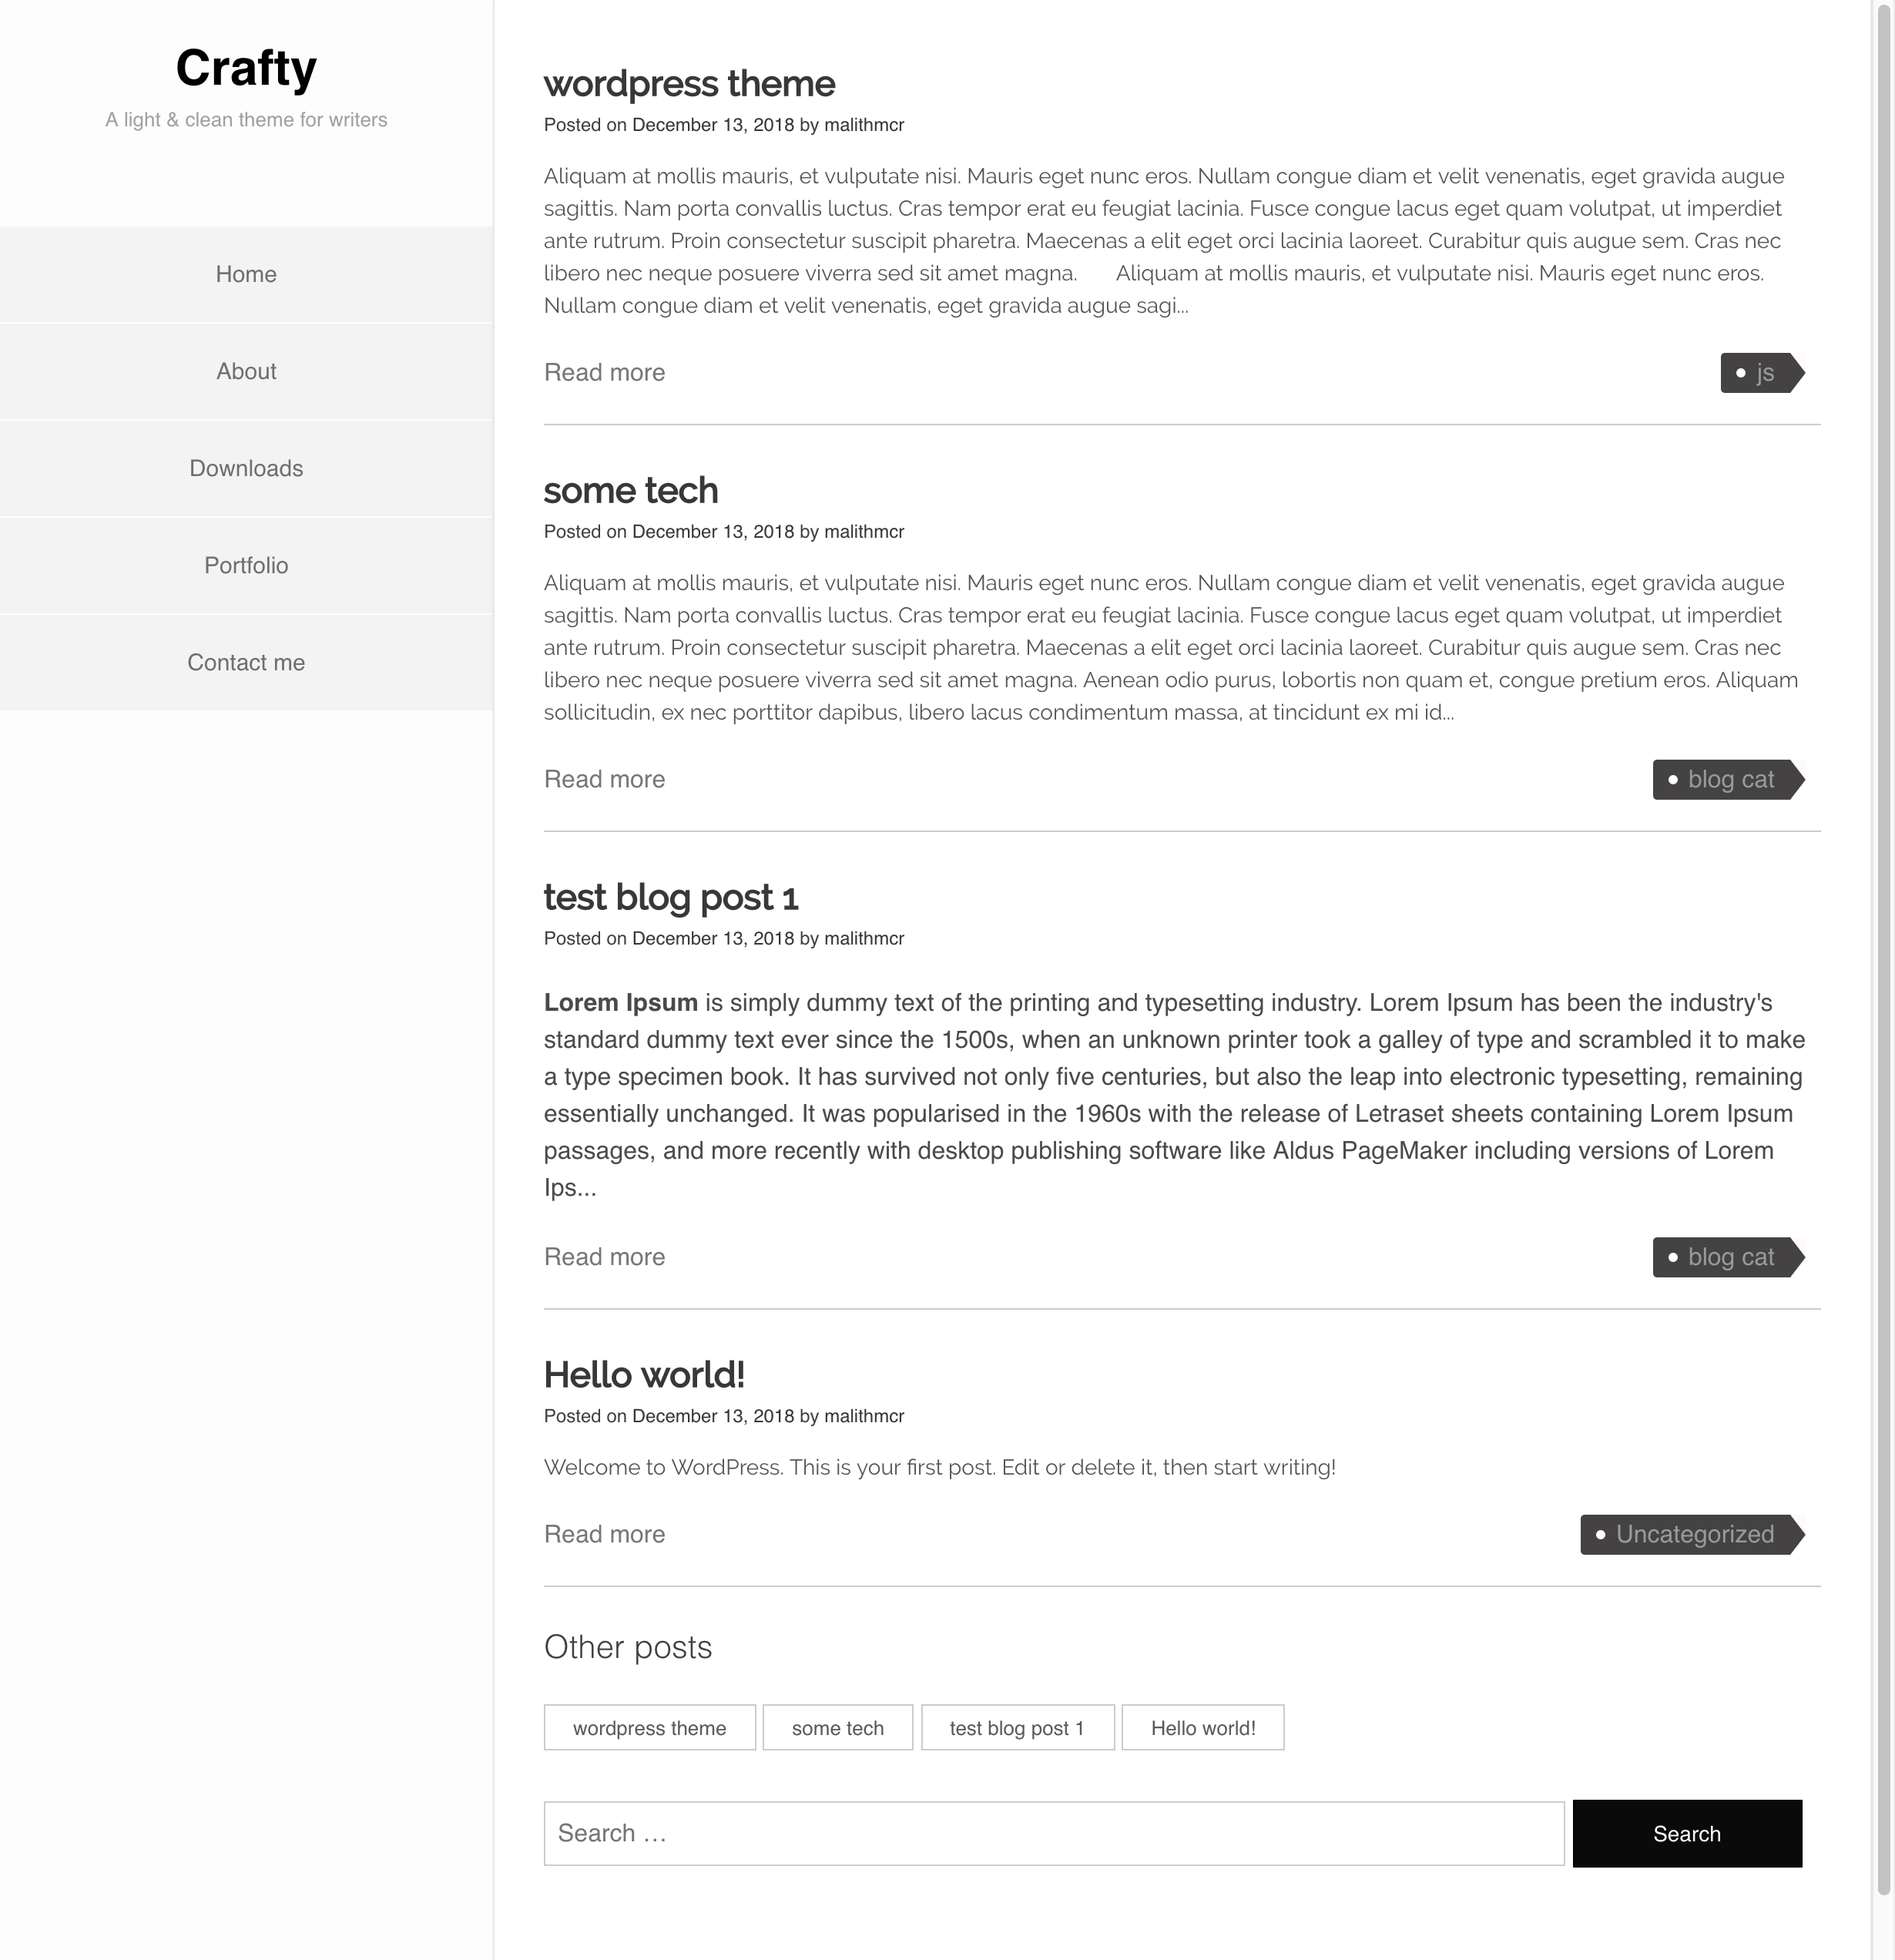 Crafty
A light & clean theme for writers
Home
About
Downloads
Portfolio
Contact me
wordpress theme
Posted on December 13, 2018 by malithmcr
Aliquam at mollis mauris, et vulputate nisi. Mauris eget nunc eros. Nullam congue diam et velit venenatis, eget gravida augue
sagittis. Nam porta convallis luctus. Cras tempor erat eu feugiat lacinia. Fusce congue lacus eget quam volutpat, ut imperdiet
ante rutrum. Proin consectetur suscipit pharetra. Maecenas a elit eget orci lacinia laoreet. Curabitur quis augue sem. Cras nec
libero nec neque posuere viverra sed sit amet magna. Aliquam at mollis mauris, et vulputate nisi. Mauris eget nunc eros.
Nullam congue diam et velit venenatis, eget gravida augue sagi...
Read more
js
some tech
Posted on December 13, 2018 by malithmcr
Aliquam at mollis mauris, et vulputate nisi. Mauris eget nunc eros. Nullam congue diam et velit venenatis, eget gravida augue
sagittis. Nam porta convallis luctus. Cras tempor erat eu feugiat lacinia. Fusce congue lacus eget quam volutpat, ut imperdiet
ante rutrum. Proin consectetur suscipit pharetra. Maecenas a elit eget orci lacinia laoreet. Curabitur quis augue sem. Cras nec
libero nec neque posuere viverra sed sit amet magna. Aenean odio purus, lobortis non quam et, congue pretium eros. Aliquam
sollicitudin, ex nec porttitor dapibus, libero lacus condimentum massa, at tincidunt ex mi id...
Read more
blog cat
test blog post 1
Posted on December 13, 2018 by malithmcr
Lorem Ipsum is simply dummy text of the printing and typesetting industry. Lorem Ipsum has been the industry's
standard dummy text ever since the 1500s, when an unknown printer took a galley of type and scrambled it to make
a type specimen book. It has survived not only five centuries, but also the leap into electronic typesetting, remaining
essentially unchanged. It was popularised in the 1960s with the release of Letraset sheets containing Lorem Ipsum
passages, and more recently with desktop publishing software like Aldus PageMaker including versions of Lorem
Ips...
Read more
blog cat
Hello world!
Posted on December 13, 2018 by malithmcr
Welcome to WordPress. This is your first post. Edit or delete it, then start writing!
Read more
Uncategorized
Other posts
wordpress theme
some tech
test blog post 1
Hello world!
Search …
Search